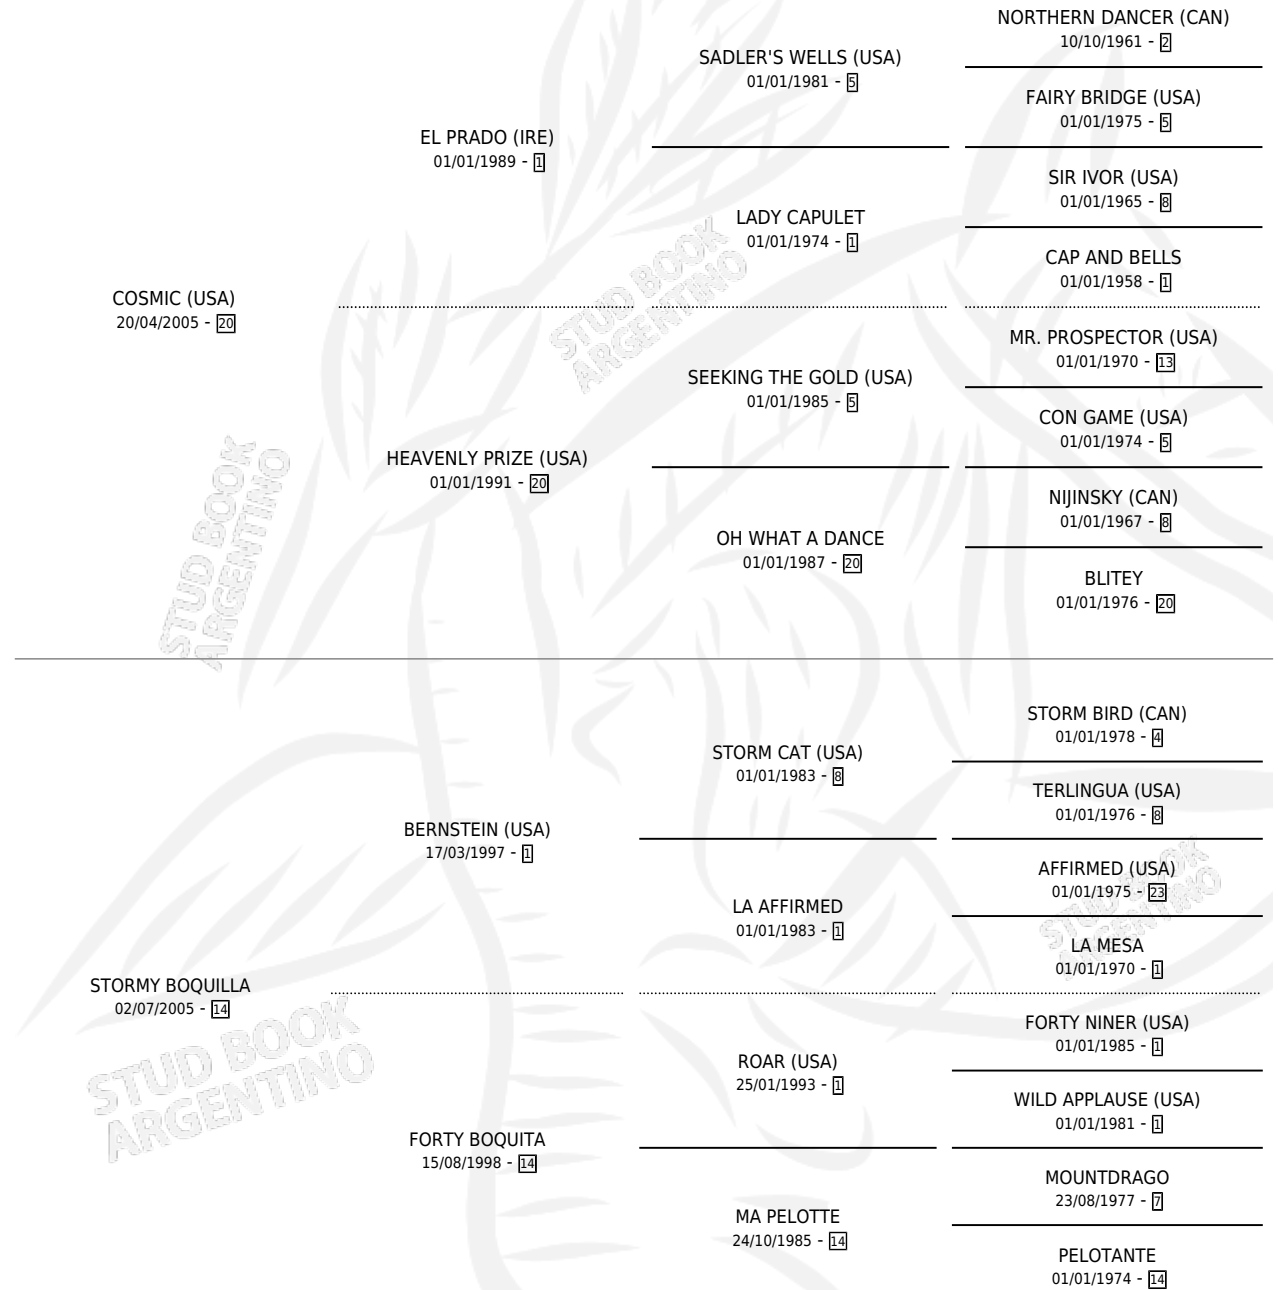 NORTHERN DANCER (CAN)
10/10/1961 - 2
SADLER'S WELLS (USA)
01/01/1981 - 5
FAIRY BRIDGE (USA)
01/01/1975 - 5
EL PRADO (IRE)
01/01/1989 - 1
SIR IVOR (USA)
01/01/1965 - 8
LADY CAPULET
01/01/1974 - 1
CAP AND BELLS
01/01/1958 - 1
COSMIC (USA)
20/04/2005 - 20
STUD BOOK
ARGENTINO
MR. PROSPECTOR (USA)
01/01/1970 - 13
SEEKING THE GOLD (USA)
01/01/1985 - 5
CON GAME (USA)
01/01/1974 - 5
HEAVENLY PRIZE (USA)
01/01/1991 - 20
NIJINSKY (CAN)
01/01/1967 - 8
OH WHAT A DANCE
01/01/1987 - 20
BLITEY
01/01/1976 - 20
STUD BOOK
ARGENTINO
STORM BIRD (CAN)
01/01/1978 - 4
STORM CAT (USA)
01/01/1983 - 8
TERLINGUA (USA)
01/01/1976 - 8
BERNSTEIN (USA)
17/03/1997 - 1
AFFIRMED (USA)
01/01/1975 - 23
LA AFFIRMED
01/01/1983 - 1
STUD BOOK
ARGENTINO
LA MESA
01/01/1970 - 1
STORMY BOQUILLA
02/07/2005 - 14
STUD BOOK
ARGENTINO
FORTY NINER (USA)
01/01/1985 - 1
ROAR (USA)
25/01/1993 - 1
WILD APPLAUSE (USA)
01/01/1981 - 1
FORTY BOQUITA
15/08/1998 - 14
MOUNTDRAGO
23/08/1977 - 7
MA PELOTTE
24/10/1985 - 14
PELOTANTE
01/01/1974 - 14